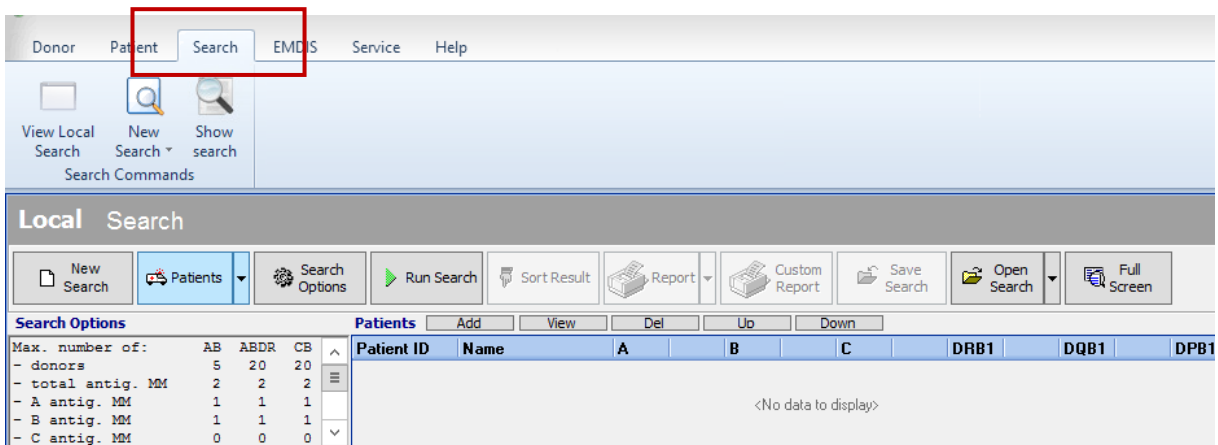 Donor Patient Search EMDIS Service Help
View Local Search
New Search
Show search
Search Commands
Local Search
New Search
Patients
Search Options
Run Search
Sort Result
Report
Custom Report
Save Search
Open Search
Full Screen
Search Options
Patients Add View Del Up Down
Max. number of: AB ABDR CB
- donors 5 20 20
- total antig. MM 2 2 2
- A antig. MM 1 1 1
- B antig. MM 1 1 1
- C antig. MM 0 0 0
Patient ID Name A B C DRB1 DQB1 DPB1
<No data to display>